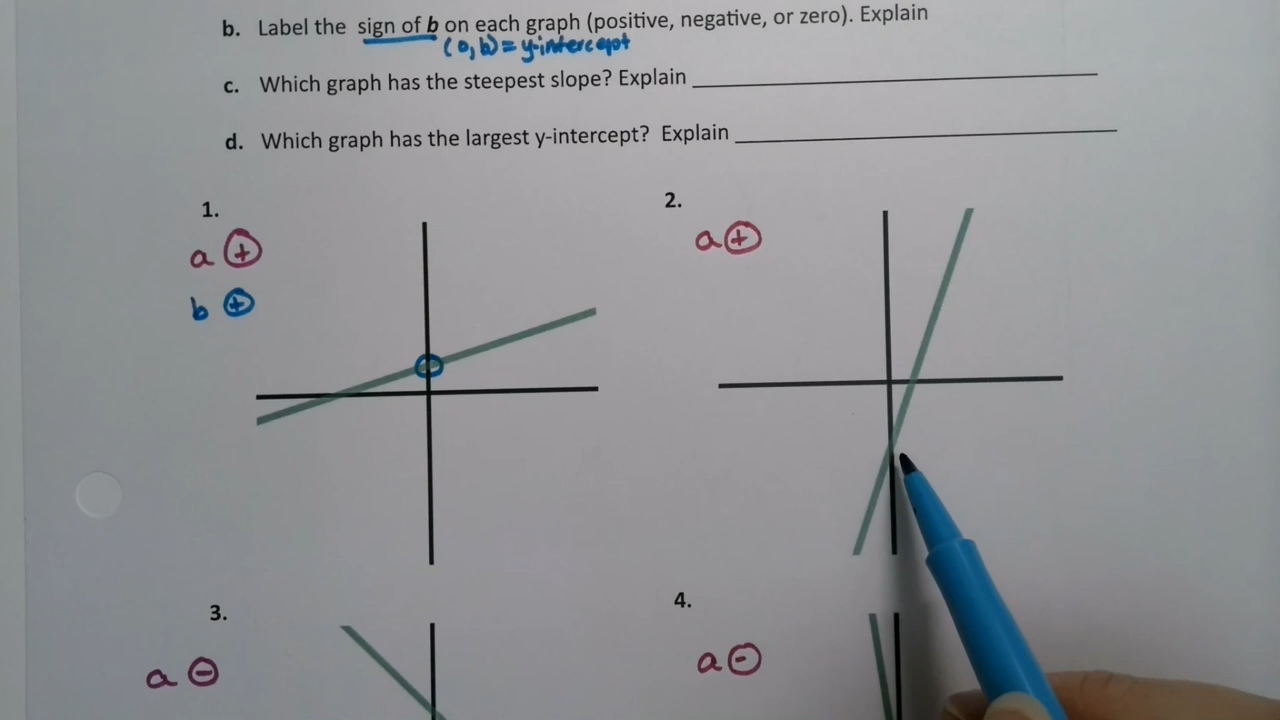 b. Label the sign of b on each graph (positive, negative, or zero). Explain
(0,b) = y-intercept
c. Which graph has the steepest slope? Explain
d. Which graph has the largest y-intercept? Explain
1.
2.
a +
a +
b +
3.
4.
a -
a -